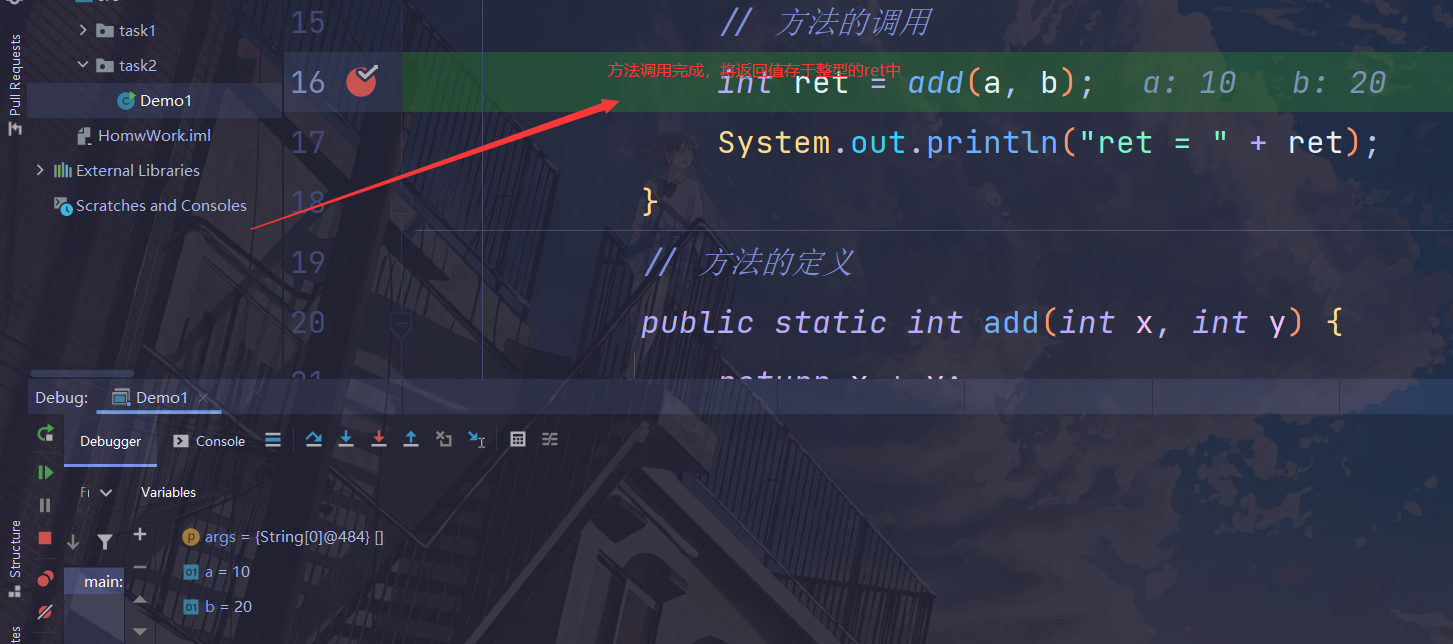 Pull Requests
task1
task2
Demo1
HomwWork.iml
External Libraries
Scratches and Consoles
15 // 方法的调用
方法调用完成，将返回值存于整型的ret中
16 int ret = add(a, b); a: 10 b: 20
17 System.out.println("ret = " + ret);
18 }
19 // 方法的定义
20 public static int add(int x, int y) {
21 return x + y;
Debug: Demo1
Debugger Console
Variables
args = {String[0]@484} []
a = 10
b = 20
main:
Structure